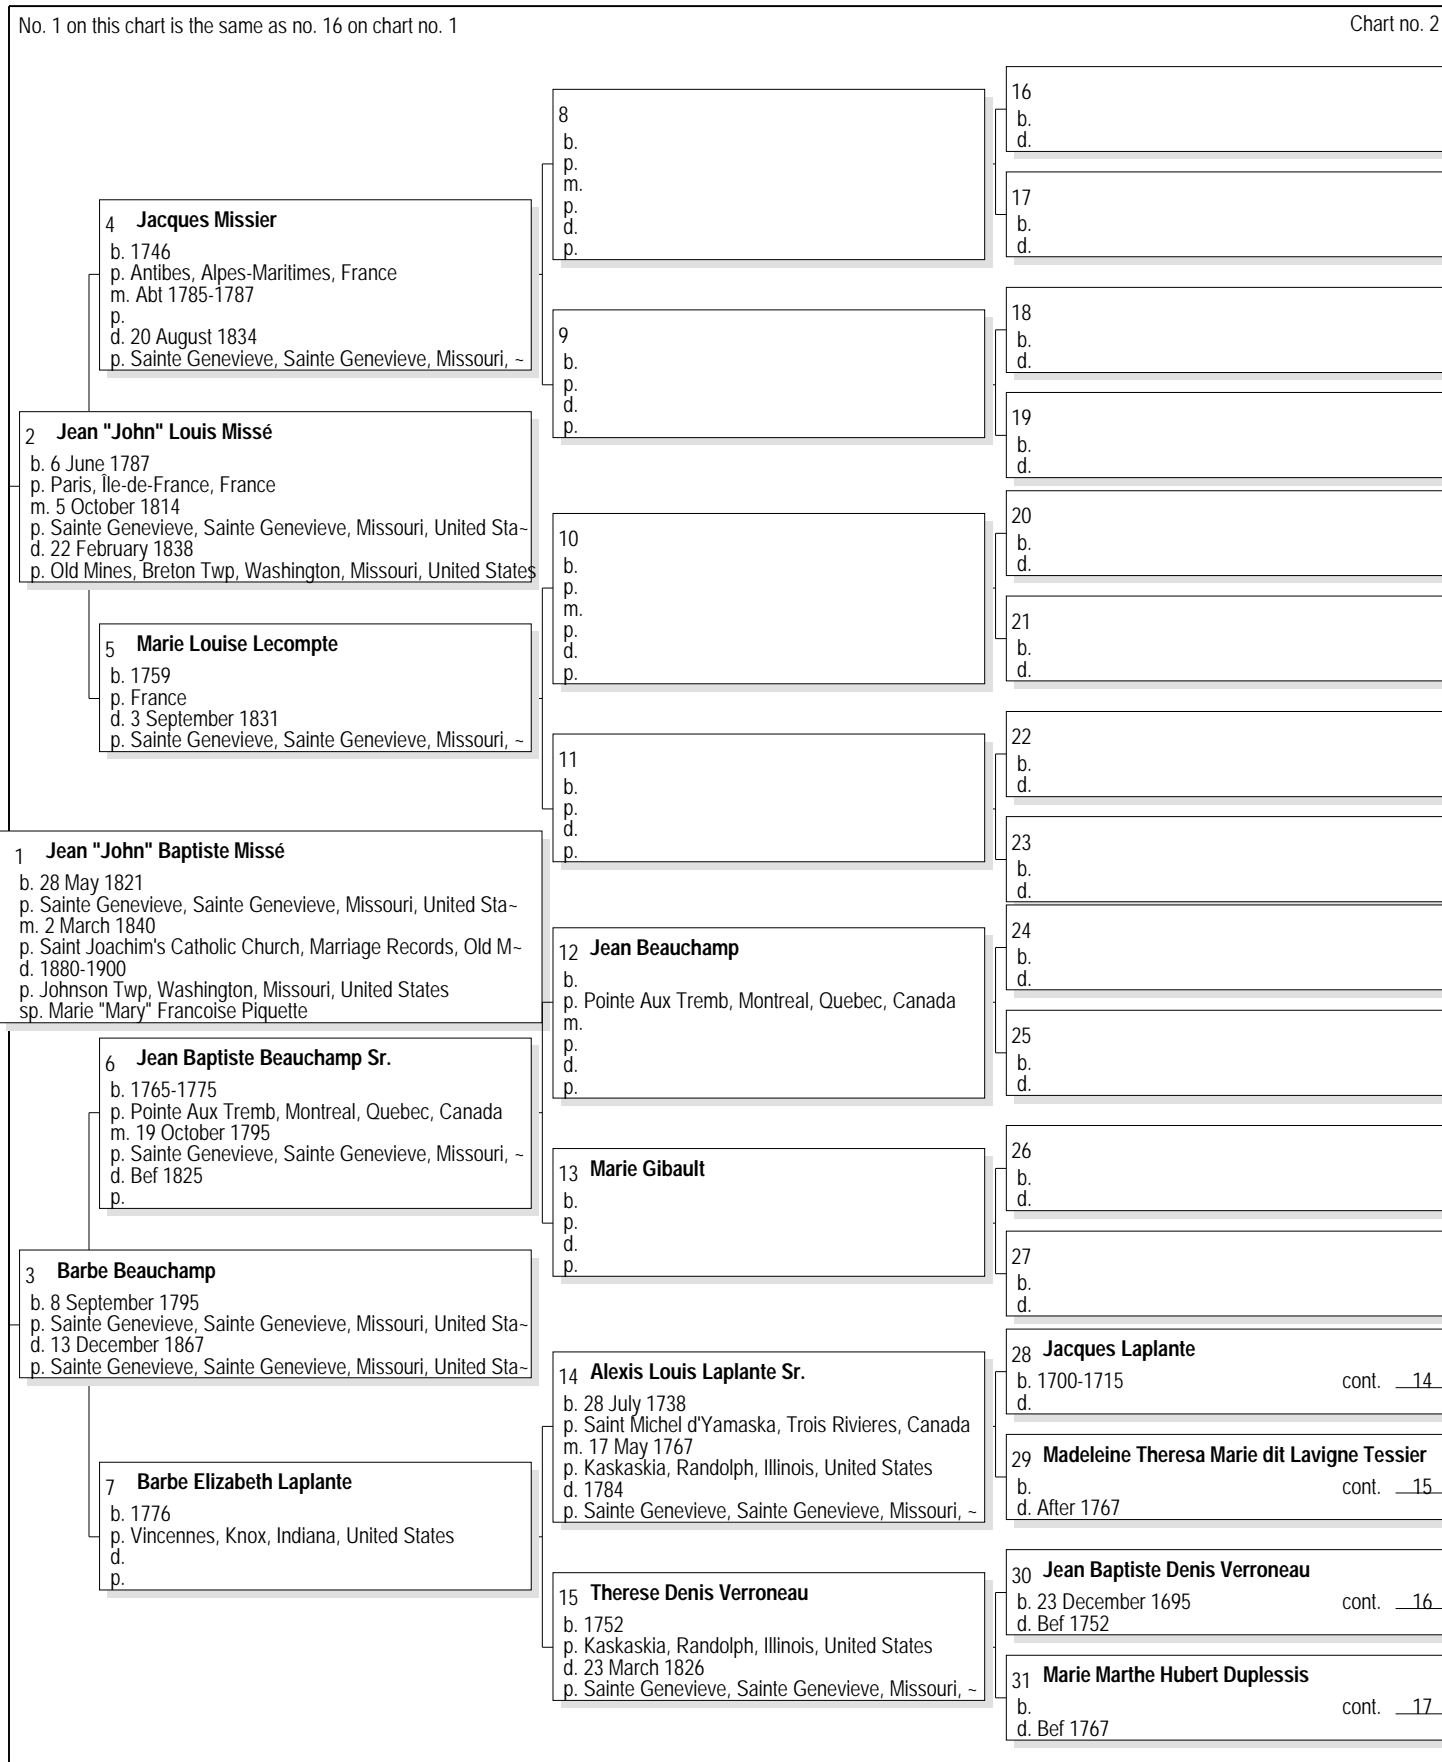 No. 1 on this chart is the same as no. 16 on chart no. 1
Chart no. 2
4 Jacques Missier
b. 1746
p. Antibes, Alpes-Maritimes, France
m. Abt 1785-1787
p.
d. 20 August 1834
p. Sainte Genevieve, Sainte Genevieve, Missouri, ~
2 Jean "John" Louis Missé
b. 6 June 1787
p. Paris, Île-de-France, France
m. 5 October 1814
p. Sainte Genevieve, Sainte Genevieve, Missouri, United Sta~
d. 22 February 1838
p. Old Mines, Breton Twp, Washington, Missouri, United States
5 Marie Louise Lecompte
b. 1759
p. France
d. 3 September 1831
p. Sainte Genevieve, Sainte Genevieve, Missouri, ~
1 Jean "John" Baptiste Missé
b. 28 May 1821
p. Sainte Genevieve, Sainte Genevieve, Missouri, United Sta~
m. 2 March 1840
p. Saint Joachim's Catholic Church, Marriage Records, Old M~
d. 1880-1900
p. Johnson Twp, Washington, Missouri, United States
sp. Marie "Mary" Francoise Piquette
6 Jean Baptiste Beauchamp Sr.
b. 1765-1775
p. Pointe Aux Tremb, Montreal, Quebec, Canada
m. 19 October 1795
p. Sainte Genevieve, Sainte Genevieve, Missouri, ~
d. Bef 1825
p.
3 Barbe Beauchamp
b. 8 September 1795
p. Sainte Genevieve, Sainte Genevieve, Missouri, United Sta~
d. 13 December 1867
p. Sainte Genevieve, Sainte Genevieve, Missouri, United Sta~
7 Barbe Elizabeth Laplante
b. 1776
p. Vincennes, Knox, Indiana, United States
d.
p.
8
b.
p.
m.
p.
d.
p.
9
b.
p.
d.
p.
10
b.
p.
m.
p.
d.
p.
11
b.
p.
d.
p.
12 Jean Beauchamp
b.
p. Pointe Aux Tremb, Montreal, Quebec, Canada
m.
p.
d.
p.
13 Marie Gibault
b.
p.
d.
p.
14 Alexis Louis Laplante Sr.
b. 28 July 1738
p. Saint Michel d'Yamaska, Trois Rivieres, Canada
m. 17 May 1767
p. Kaskaskia, Randolph, Illinois, United States
d. 1784
p. Sainte Genevieve, Sainte Genevieve, Missouri, ~
15 Therese Denis Verroneau
b. 1752
p. Kaskaskia, Randolph, Illinois, United States
d. 23 March 1826
p. Sainte Genevieve, Sainte Genevieve, Missouri, ~
16
b.
d.
17
b.
d.
18
b.
d.
19
b.
d.
20
b.
d.
21
b.
d.
22
b.
d.
23
b.
d.
24
b.
d.
25
b.
d.
26
b.
d.
27
b.
d.
28 Jacques Laplante
b. 1700-1715 cont. 14
d.
29 Madeleine Theresa Marie dit Lavigne Tessier
b. cont. 15
d. After 1767
30 Jean Baptiste Denis Verroneau
b. 23 December 1695 cont. 16
d. Bef 1752
31 Marie Marthe Hubert Duplessis
b. cont. 17
d. Bef 1767